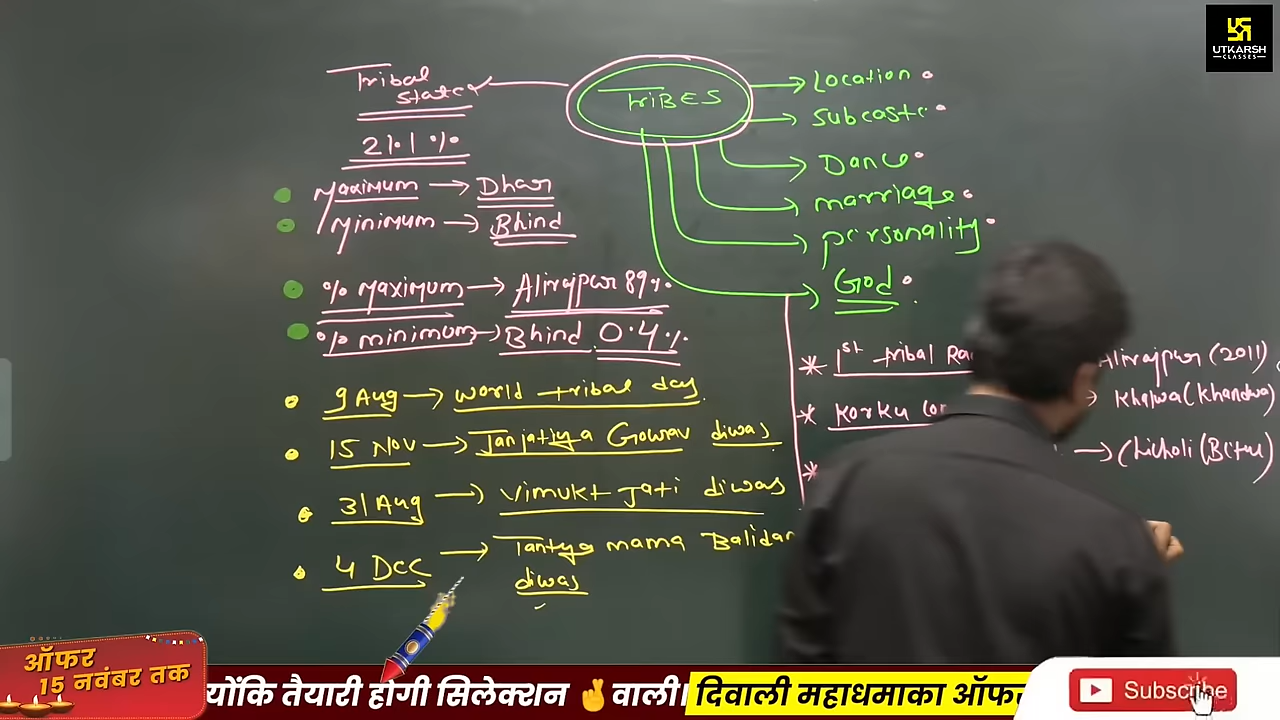 UTKARSH
CLASSES
Tribal
State
21.1 %
Maximum → Dhar
Minimum → Bhind
% Maximum → Alirajpur 89%
% minimum → Bhind 0.4%
9 Aug → world tribal day
15 Nov → Janjatiya Gowrav diwas
31 Aug → Vimukt Jati diwas
4 Dec → Tantya mama Balidan
diwas
TRIBES
→ Location
→ Subcaste
→ Dance
→ marriage
→ personality
→ God
* 1st tribal Alirajpur (2011)
* Korku → Khalwa (Khandwa)
* → Chicholi (Betul)
ऑफर
15 नवंबर तक
योंकि तैयारी होगी सिलेक्शन 🤞 वाली। दिवाली महाधमाका ऑफर
Subscribe